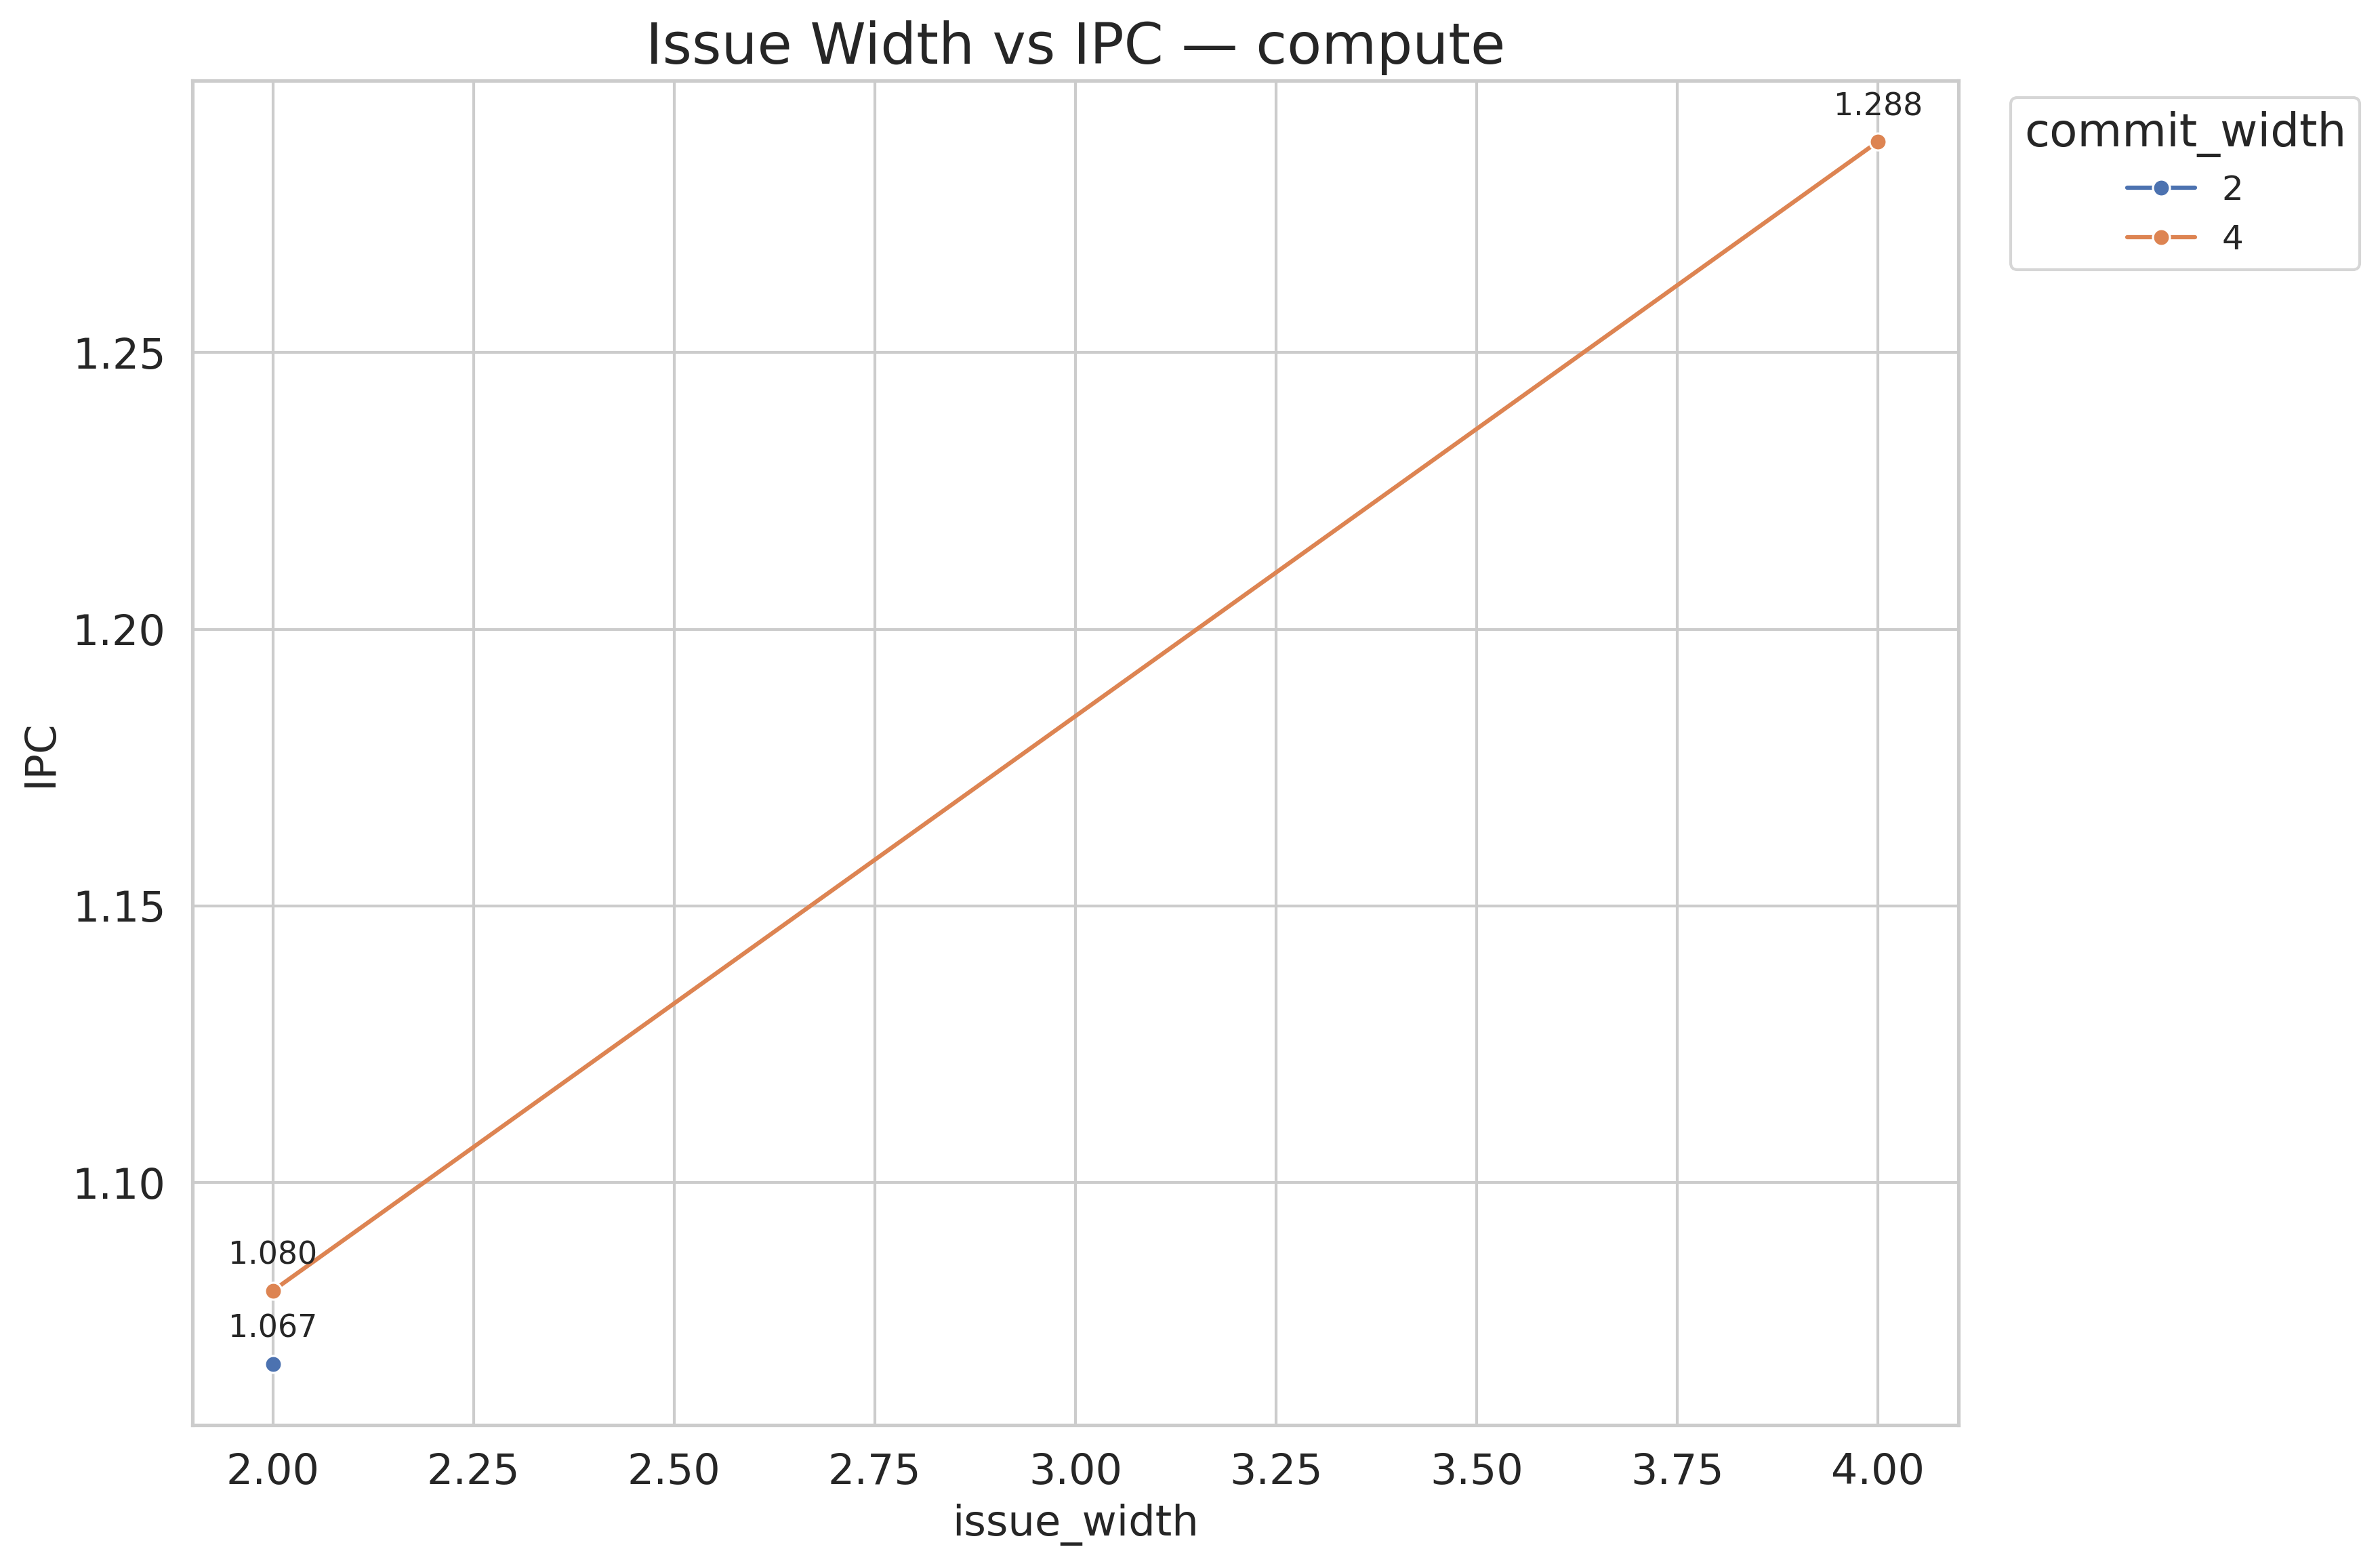 Issue Width vs IPC — compute
1.288
commit_width
2
4
1.25
1.20
1.15
1.10
IPC
1.080
1.067
2.00 2.25 2.50 2.75 3.00 3.25 3.50 3.75 4.00
issue_width